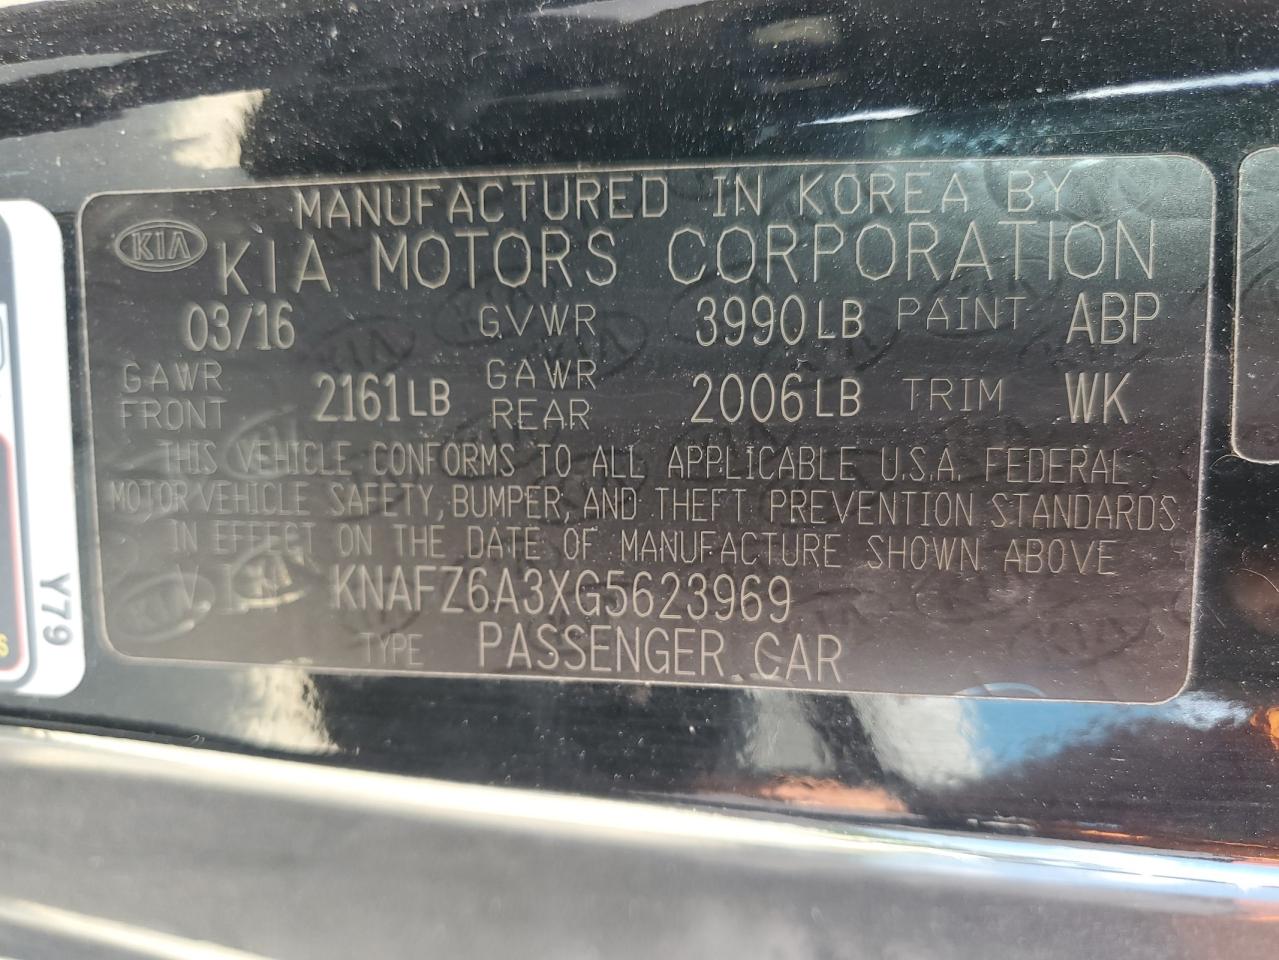 MANUFACTURED IN KOREA BY
KIA KIA MOTORS CORPORATION
03/16 GVWR 3990LB PAINT ABP
GAWR FRONT 2161LB GAWR REAR 2006LB TRIM WK
THIS VEHICLE CONFORMS TO ALL APPLICABLE U.S.A. FEDERAL
MOTOR VEHICLE SAFETY, BUMPER, AND THEFT PREVENTION STANDARDS
IN EFFECT ON THE DATE OF MANUFACTURE SHOWN ABOVE
V.I.N. KNAFZ6A3XG5623969
TYPE PASSENGER CAR
Y79